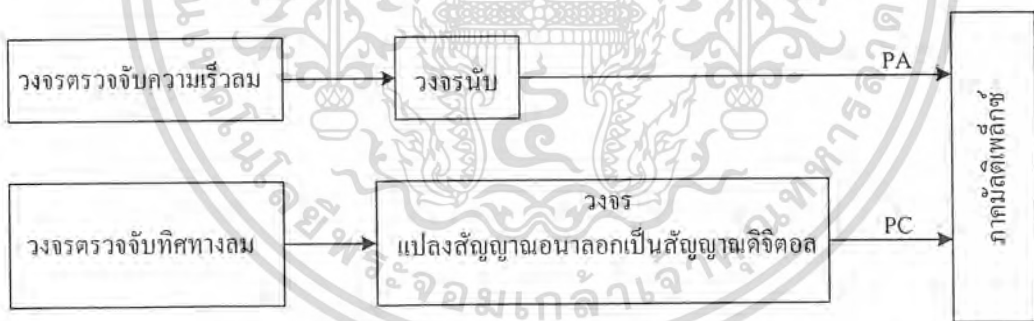 วงจรตรวจจับความเร็วลม
วงจรนับ
PA
ภาคมัลติเพล็กซ์
วงจรตรวจจับทิศทางลม
วงจร
แปลงสัญญาณอนาลอกเป็นสัญญาณดิจิตอล
PC